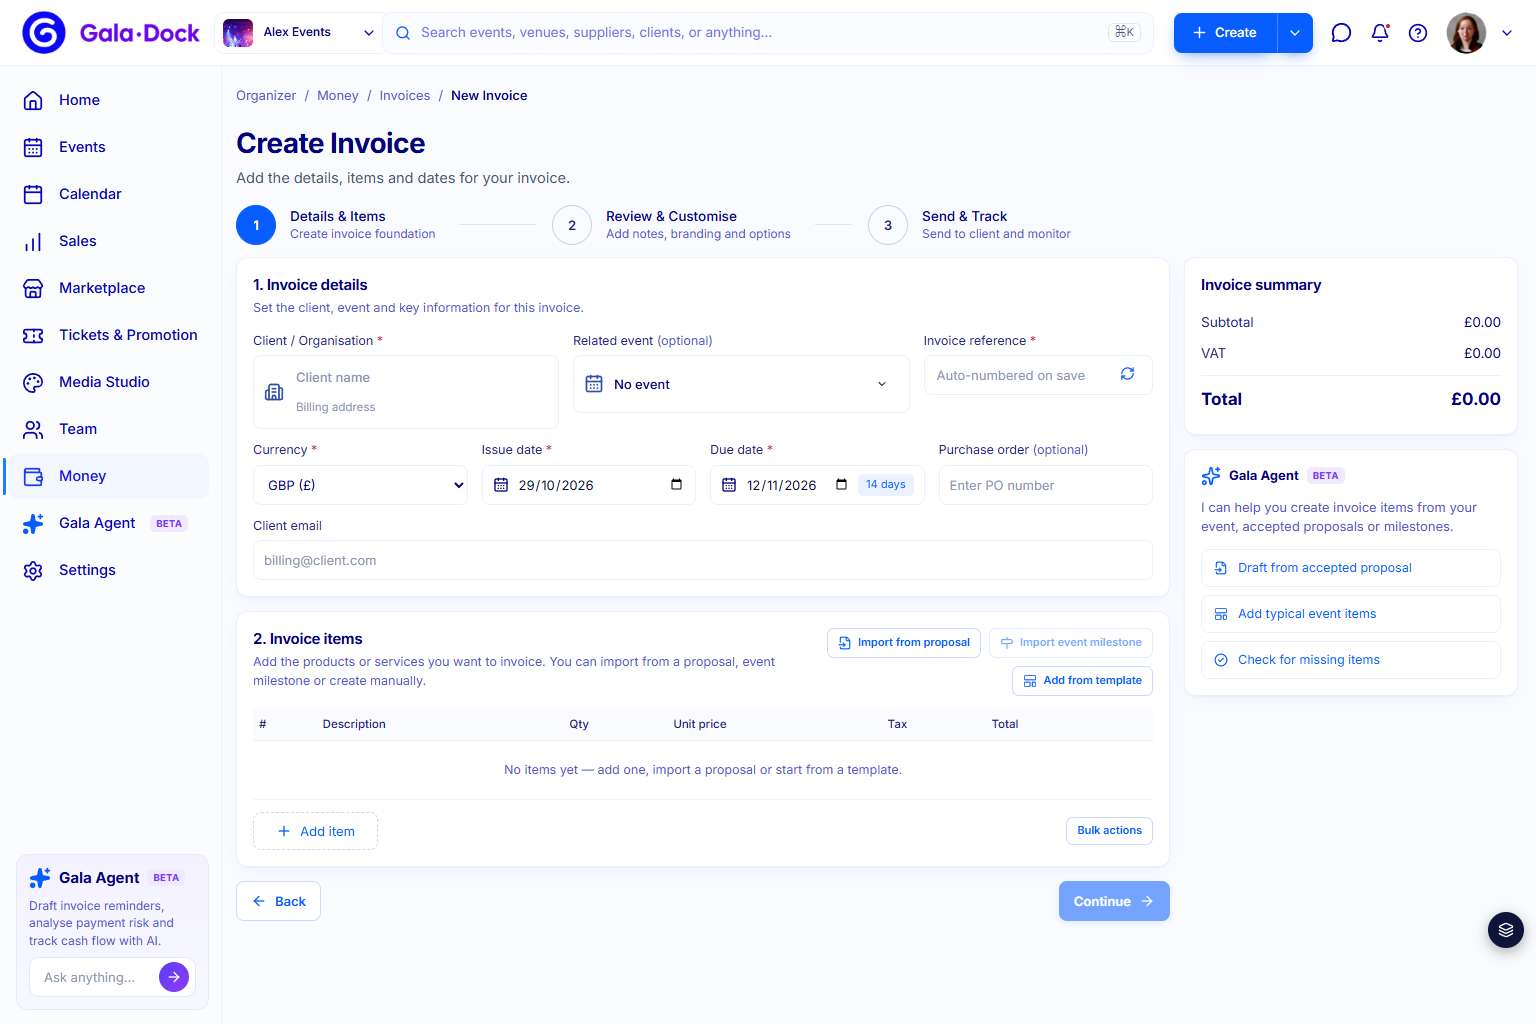 Gala·Dock
Alex Events
Search events, venues, suppliers, clients, or anything...
⌘K
Create
Home
Events
Calendar
Sales
Marketplace
Tickets & Promotion
Media Studio
Team
Money
Gala Agent BETA
Settings
Gala Agent BETA
Draft invoice reminders,
analyse payment risk and
track cash flow with AI.
Ask anything...
Organizer / Money / Invoices / New Invoice
Create Invoice
Add the details, items and dates for your invoice.
1 Details & Items
Create invoice foundation
2 Review & Customise
Add notes, branding and options
3 Send & Track
Send to client and monitor
1. Invoice details
Set the client, event and key information for this invoice.
Client / Organisation *
Client name
Billing address
Related event (optional)
No event
Invoice reference *
Auto-numbered on save
Currency *
GBP (£)
Issue date *
29/10/2026
Due date *
12/11/2026 14 days
Purchase order (optional)
Enter PO number
Client email
billing@client.com
2. Invoice items
Add the products or services you want to invoice. You can import from a proposal, event
milestone or create manually.
Import from proposal
Import event milestone
Add from template
# Description Qty Unit price Tax Total
No items yet — add one, import a proposal or start from a template.
Add item
Bulk actions
Back
Continue
Invoice summary
Subtotal £0.00
VAT £0.00
Total £0.00
Gala Agent BETA
I can help you create invoice items from your
event, accepted proposals or milestones.
Draft from accepted proposal
Add typical event items
Check for missing items